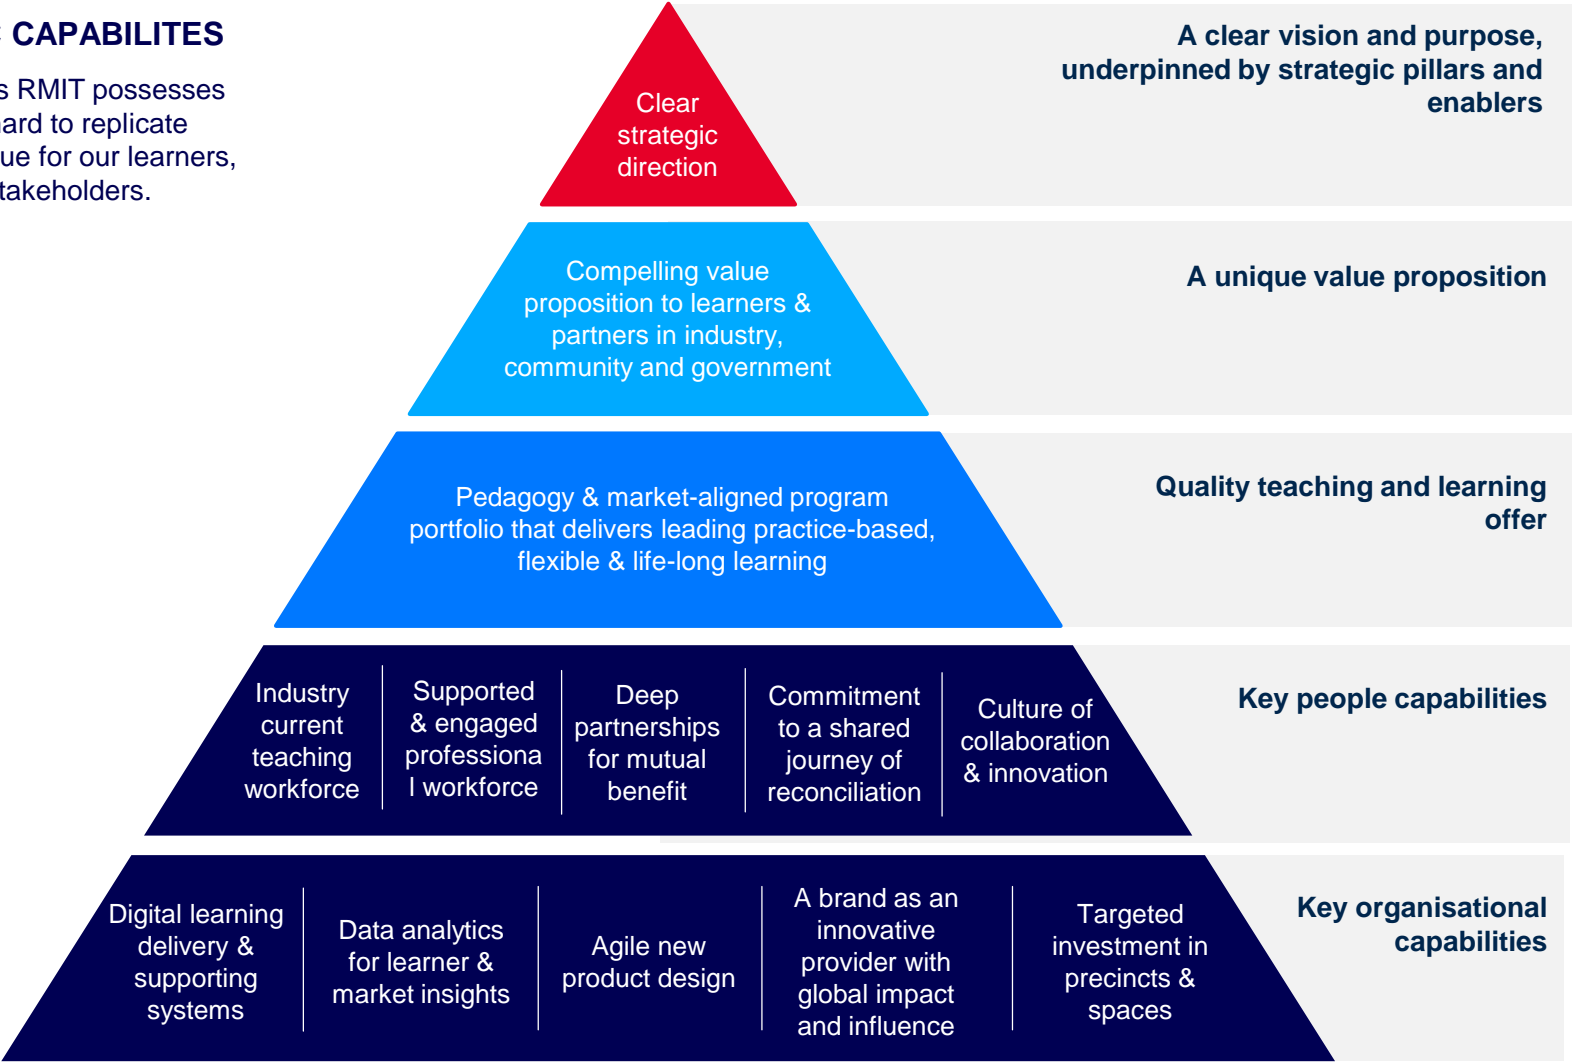 CAPABILITES
s RMIT possesses
hard to replicate
ue for our learners,
takeholders.
Clear
strategic
direction
A clear vision and purpose,
underpinned by strategic pillars and
enablers
Compelling value
proposition to learners &
partners in industry,
community and government
A unique value proposition
Pedagogy & market-aligned program
portfolio that delivers leading practice-based,
flexible & life-long learning
Quality teaching and learning
offer
Industry
current
teaching
workforce
Supported
& engaged
professiona
l workforce
Deep
partnerships
for mutual
benefit
Commitment
to a shared
journey of
reconciliation
Culture of
collaboration
& innovation
Key people capabilities
Digital learning
delivery &
supporting
systems
Data analytics
for learner &
market insights
Agile new
product design
A brand as an
innovative
provider with
global impact
and influence
Targeted
investment in
precincts &
spaces
Key organisational
capabilities